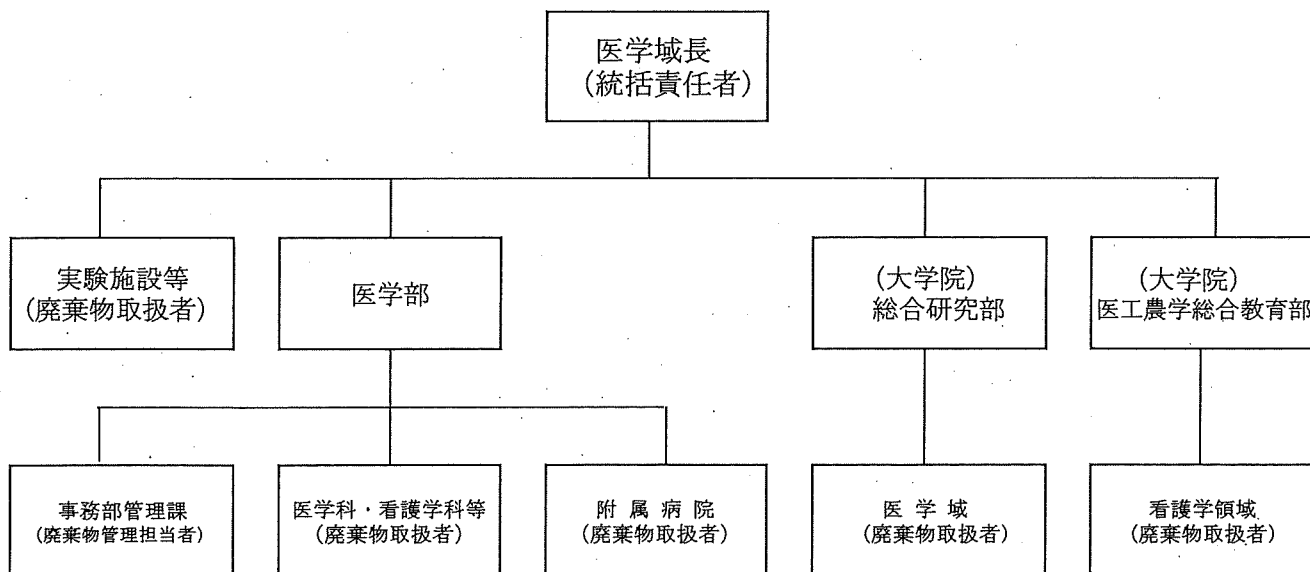 医学域長
(統括責任者)
実験施設等
(廃棄物取扱者)
医学部
(大学院)
総合研究部
(大学院)
医工農学総合教育部
事務部管理課
(廃棄物管理担当者)
医学科・看護学科等
(廃棄物取扱者)
附属病院
(廃棄物取扱者)
医学域
(廃棄物取扱者)
看護学領域
(廃棄物取扱者)